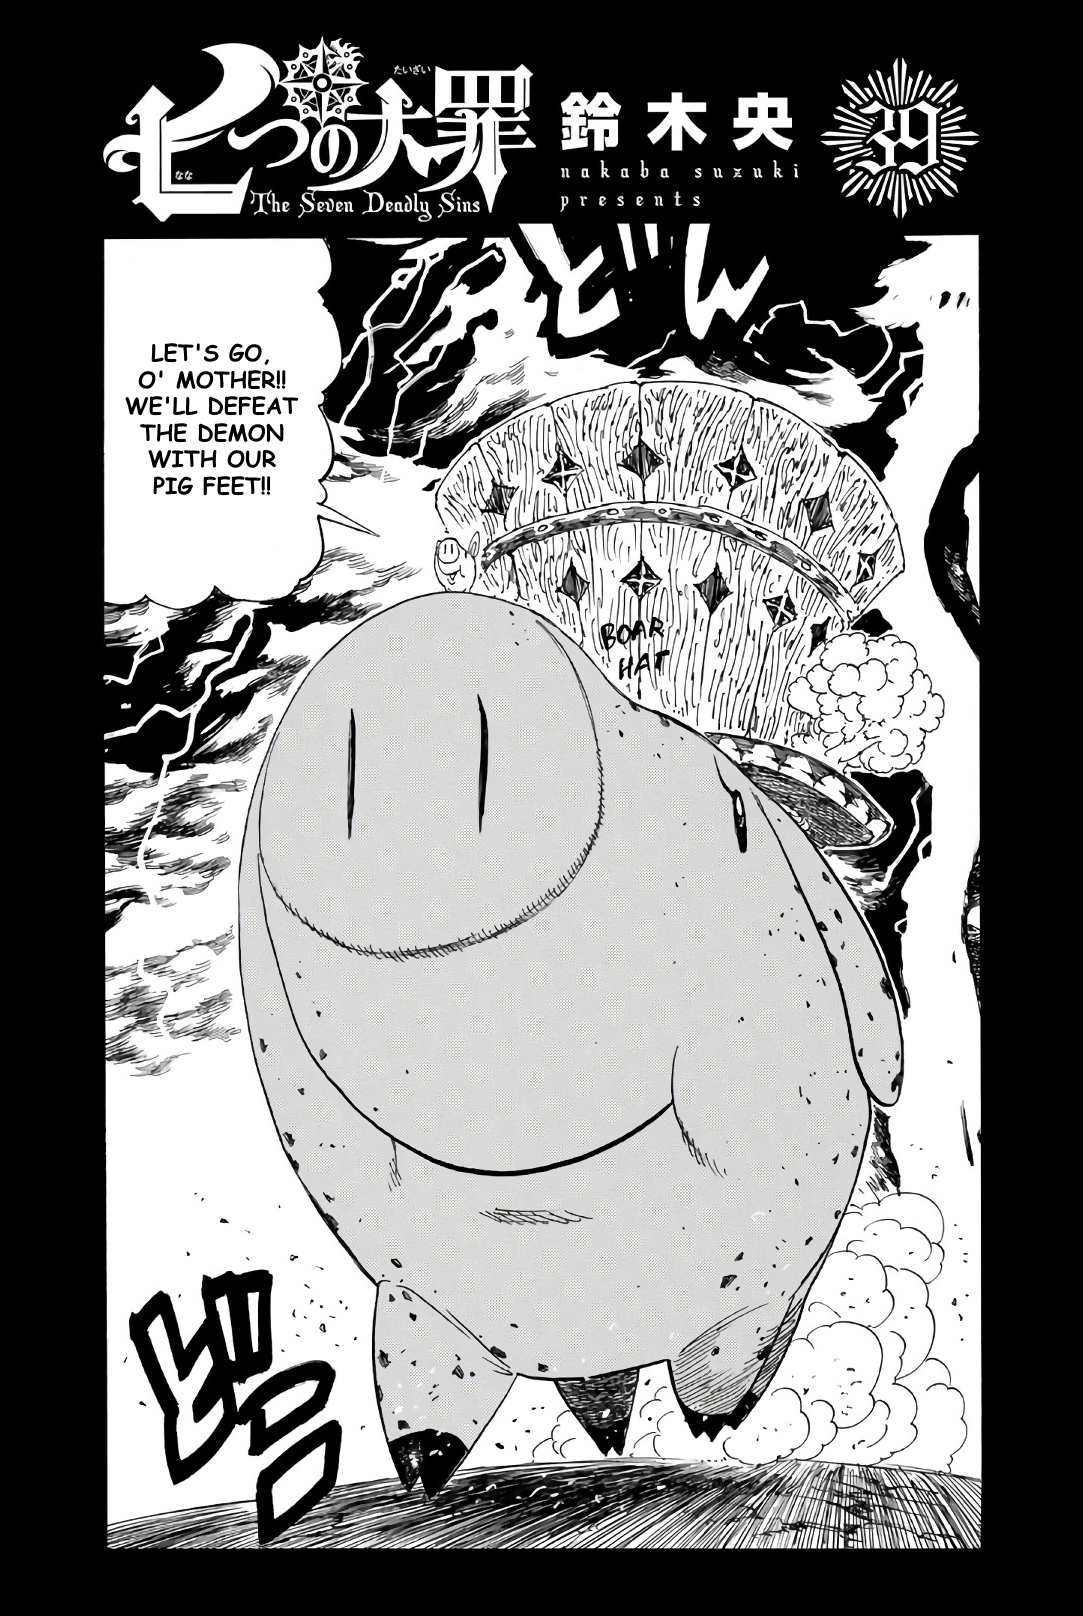 七つの大罪
なな
たいざい
The Seven Deadly Sins
鈴木央
nakaba suzuki
presents
39
どドん
LET'S GO,
O' MOTHER!!
WE'LL DEFEAT
THE DEMON
WITH OUR
PIG FEET!!
BOAR
HAT